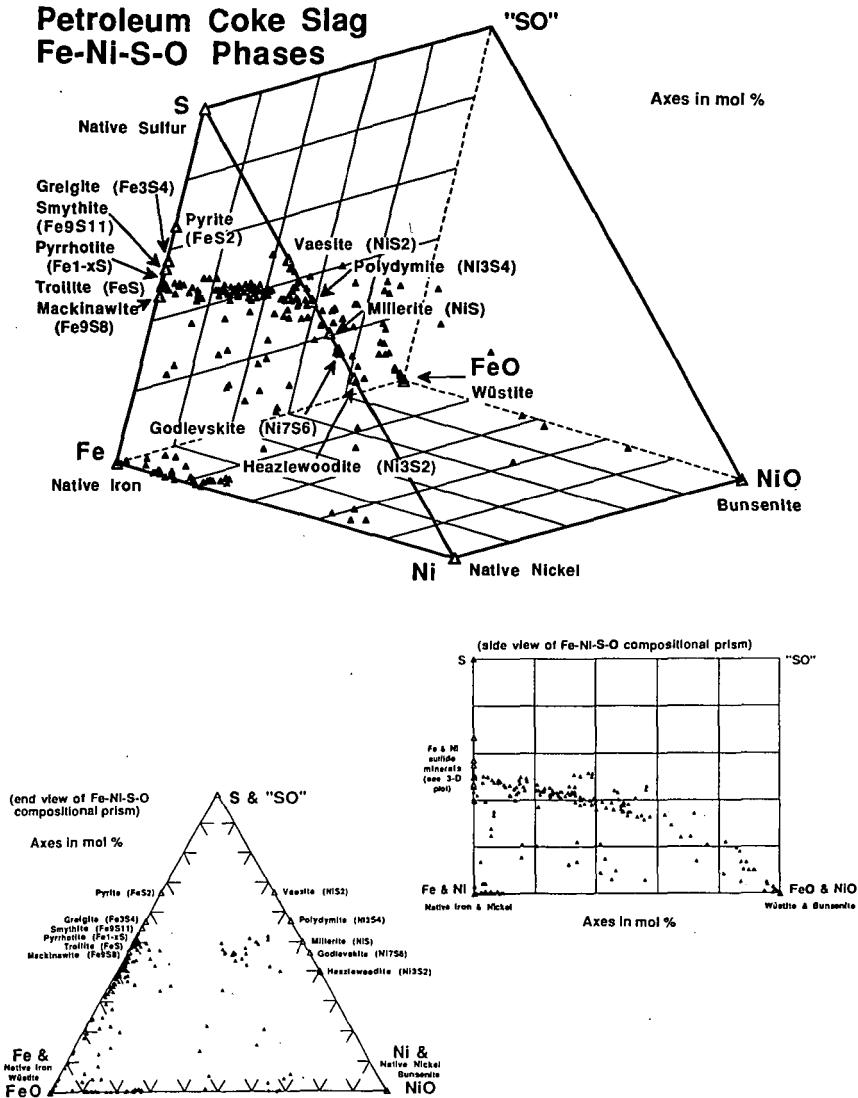 Petroleum Coke Slag
Fe-Ni-S-O Phases
"SO"
Axes in mol %
S
Native Sulfur
Greigite (Fe3S4)
Smythite
(Fe9S11)
Pyrite
(FeS2)
Pyrrhotite
(Fe1-xS)
Troilite (FeS)
Mackinawite
(Fe9S8)
Vaesite (NiS2)
Polydymite (Ni3S4)
Millerite (NiS)
FeO
Wüstite
Godlevskite (Ni7S6)
Heazlewoodite (Ni3S2)
Fe
Native Iron
NiO
Bunsenite
Ni
Native Nickel
(side view of Fe-Ni-S-O compositional prism)
S
"SO"
Fe & Ni
sulfide
minerals
(see 3-D
plot)
Fe & Ni
Native Iron & Nickel
FeO & NiO
Wüstite & Bunsenite
Axes in mol %
(end view of Fe-Ni-S-O
compositional prism)
Axes in mol %
S & "SO"
Pyrite (FeS2)
Vaesite (NiS2)
Greigite (Fe3S4)
Smythite (Fe9S11)
Pyrrhotite (Fe1-xS)
Troilite (FeS)
Mackinawite (Fe9S8)
Polydymite (Ni3S4)
Millerite (NiS)
Godlevskite (Ni7S6)
Heazlewoodite (Ni3S2)
Fe &
Native Iron
Wüstite
FeO
Ni &
Native Nickel
Bunsenite
NiO